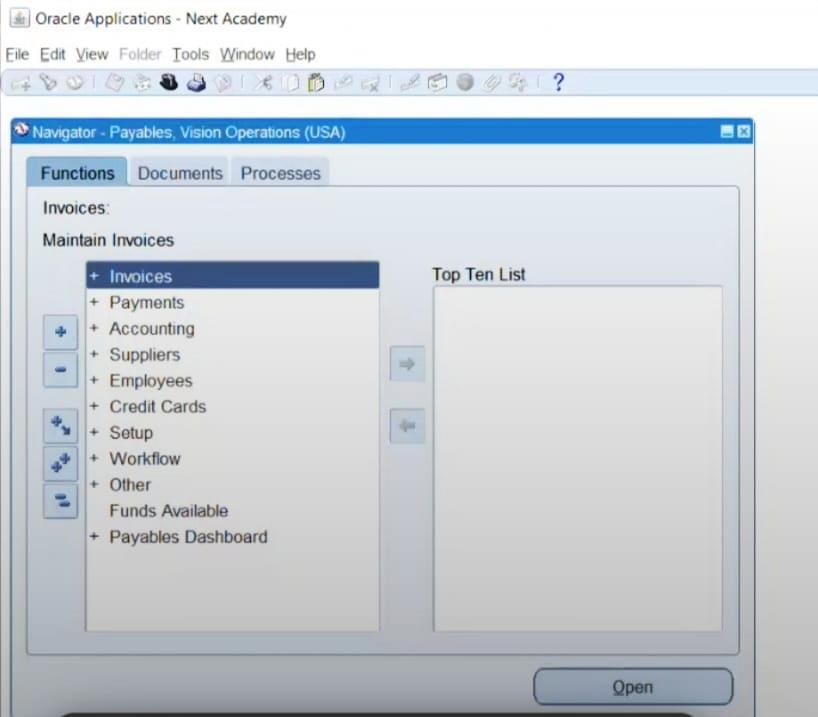 Oracle Applications - Next Academy
File Edit View Folder Tools Window Help
?
Navigator - Payables, Vision Operations (USA)
Functions Documents Processes
Invoices:
Maintain Invoices
Top Ten List
+ Invoices
+ Payments
+ Accounting
+ Suppliers
+ Employees
+ Credit Cards
+ Setup
+ Workflow
+ Other
Funds Available
+ Payables Dashboard
Open